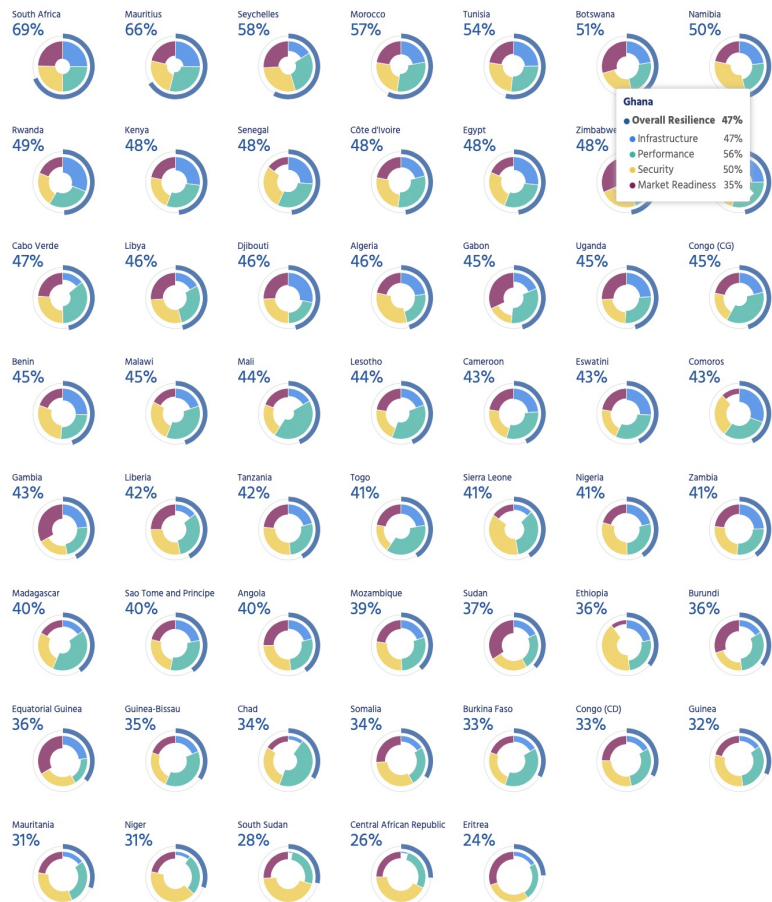 South Africa Mauritius Seychelles Morocco Tunisia Botswana Namibia
69% 66% 58% 57% 54% 51% 50%
Ghana
Overall Resilience 47%
Infrastructure 47%
Performance 56%
Security 50%
Market Readiness 35%
Rwanda Kenya Senegal Côte d'Ivoire Egypt Zimbabwe
49% 48% 48% 48% 48% 48%
Cabo Verde Libya Djibouti Algeria Gabon Uganda Congo (CG)
47% 46% 46% 46% 45% 45% 45%
Benin Malawi Mali Lesotho Cameroon Eswatini Comoros
45% 45% 44% 44% 43% 43% 43%
Gambia Liberia Tanzania Togo Sierra Leone Nigeria Zambia
43% 42% 42% 41% 41% 41% 41%
Madagascar Sao Tome and Principe Angola Mozambique Sudan Ethiopia Burundi
40% 40% 40% 39% 37% 36% 36%
Equatorial Guinea Guinea-Bissau Chad Somalia Burkina Faso Congo (CD) Guinea
36% 35% 34% 34% 33% 33% 32%
Mauritania Niger South Sudan Central African Republic Eritrea
31% 31% 28% 26% 24%